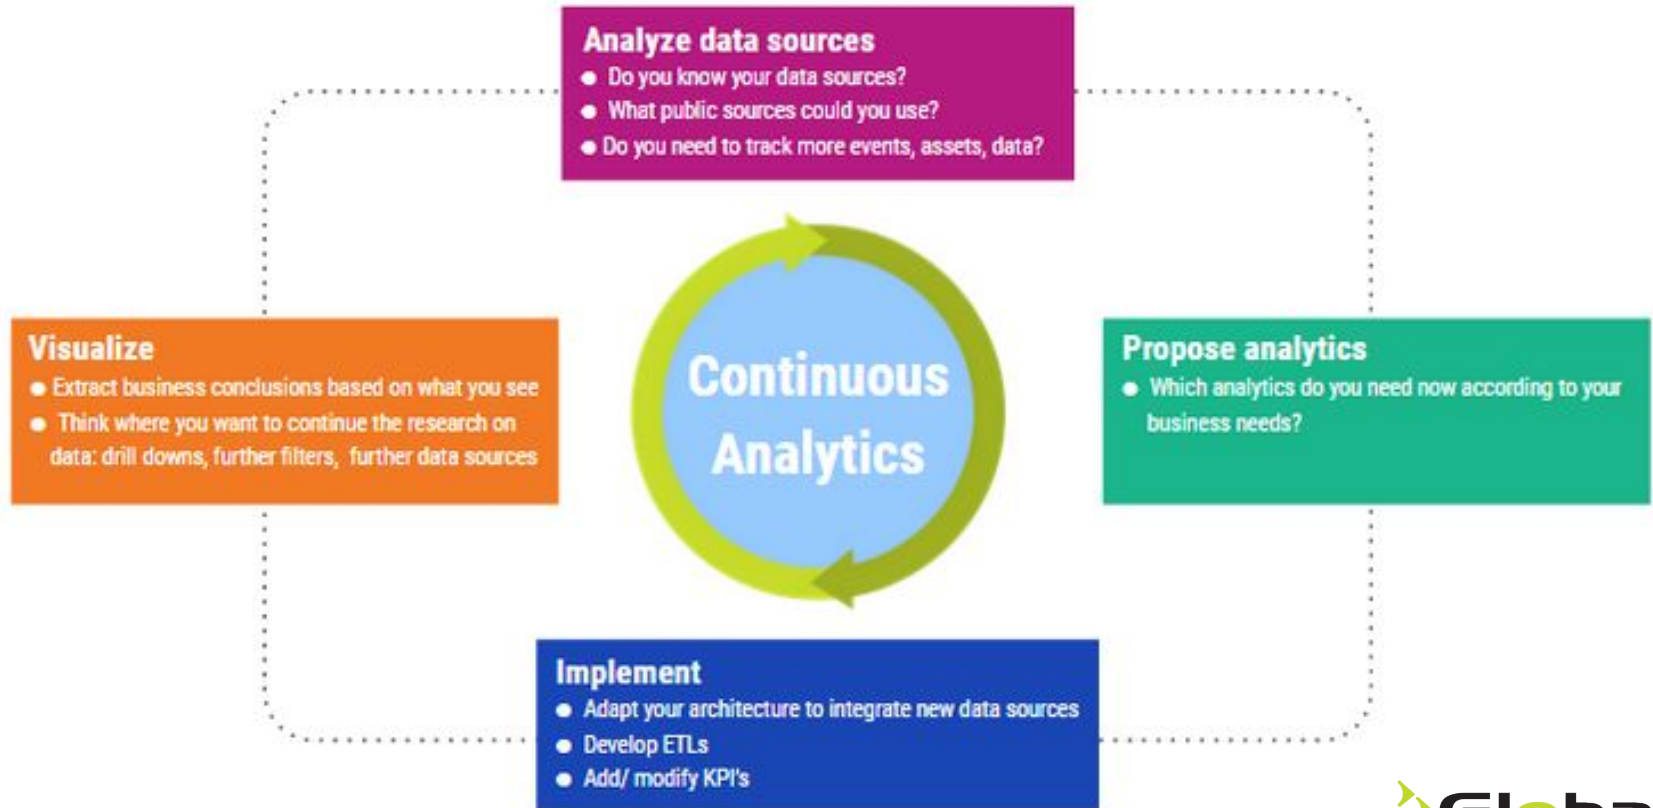 Analyze data sources
● Do you know your data sources?
● What public sources could you use?
● Do you need to track more events, assets, data?
Visualize
● Extract business conclusions based on what you see
● Think where you want to continue the research on
data: drill downs, further filters, further data sources
Continuous
Analytics
Propose analytics
● Which analytics do you need now according to your
business needs?
Implement
● Adapt your architecture to integrate new data sources
● Develop ETLs
● Add/ modify KPI's